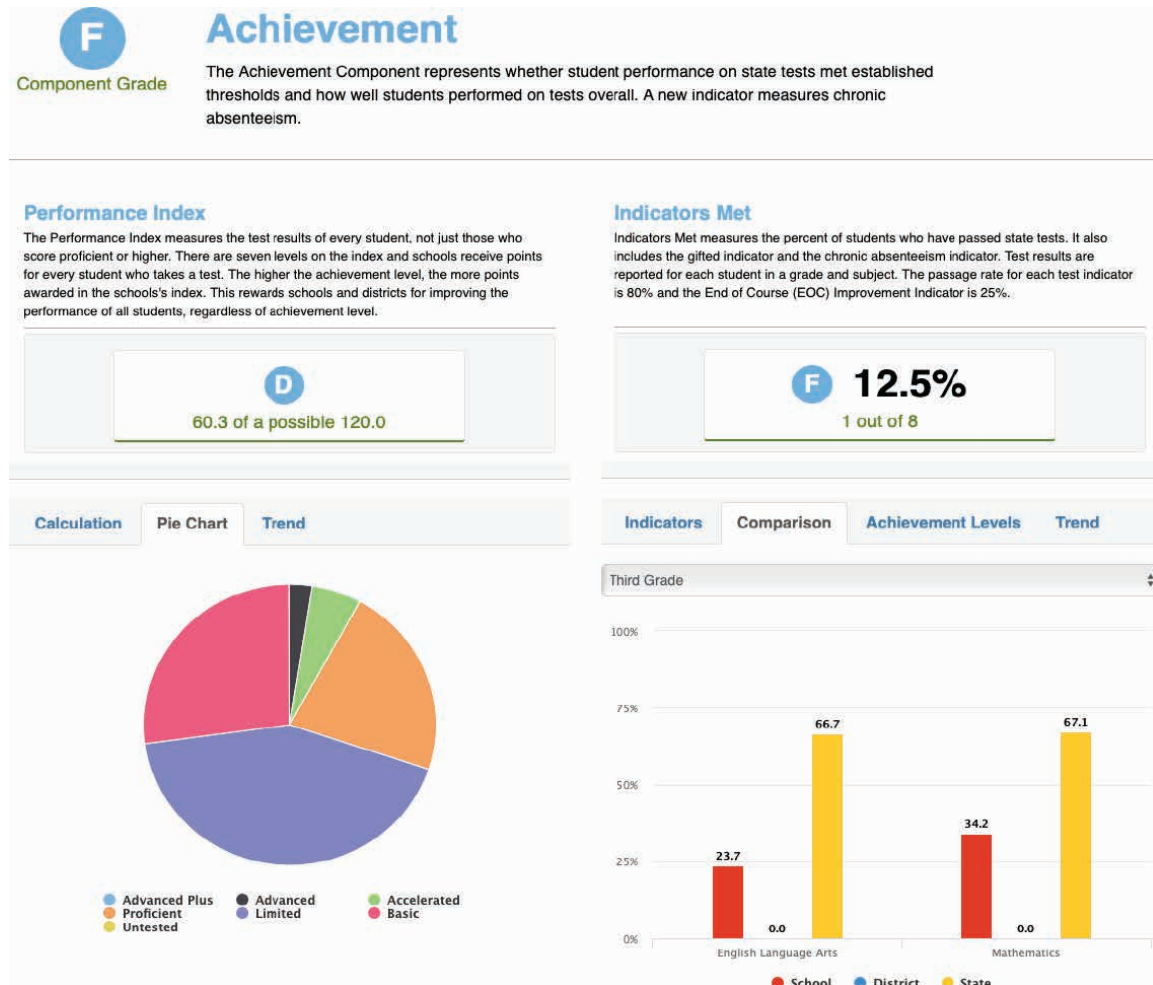 F
Component Grade
Achievement
The Achievement Component represents whether student performance on state tests met established
thresholds and how well students performed on tests overall. A new indicator measures chronic
absenteeism.
Performance Index
The Performance Index measures the test results of every student, not just those who
score proficient or higher. There are seven levels on the index and schools receive points
for every student who takes a test. The higher the achievement level, the more points
awarded in the schools's index. This rewards schools and districts for improving the
performance of all students, regardless of achievement level.
D
60.3 of a possible 120.0
Calculation Pie Chart Trend
Advanced Plus Advanced Accelerated
Proficient Limited Basic
Untested
Indicators Met
Indicators Met measures the percent of students who have passed state tests. It also
includes the gifted indicator and the chronic absenteeism indicator. Test results are
reported for each student in a grade and subject. The passage rate for each test indicator
is 80% and the End of Course (EOC) Improvement Indicator is 25%.
F 12.5%
1 out of 8
Indicators Comparison Achievement Levels Trend
Third Grade
100%
75%
66.7 67.1
50%
34.2
25%
23.7
0.0 0.0
0%
English Language Arts Mathematics
School District State